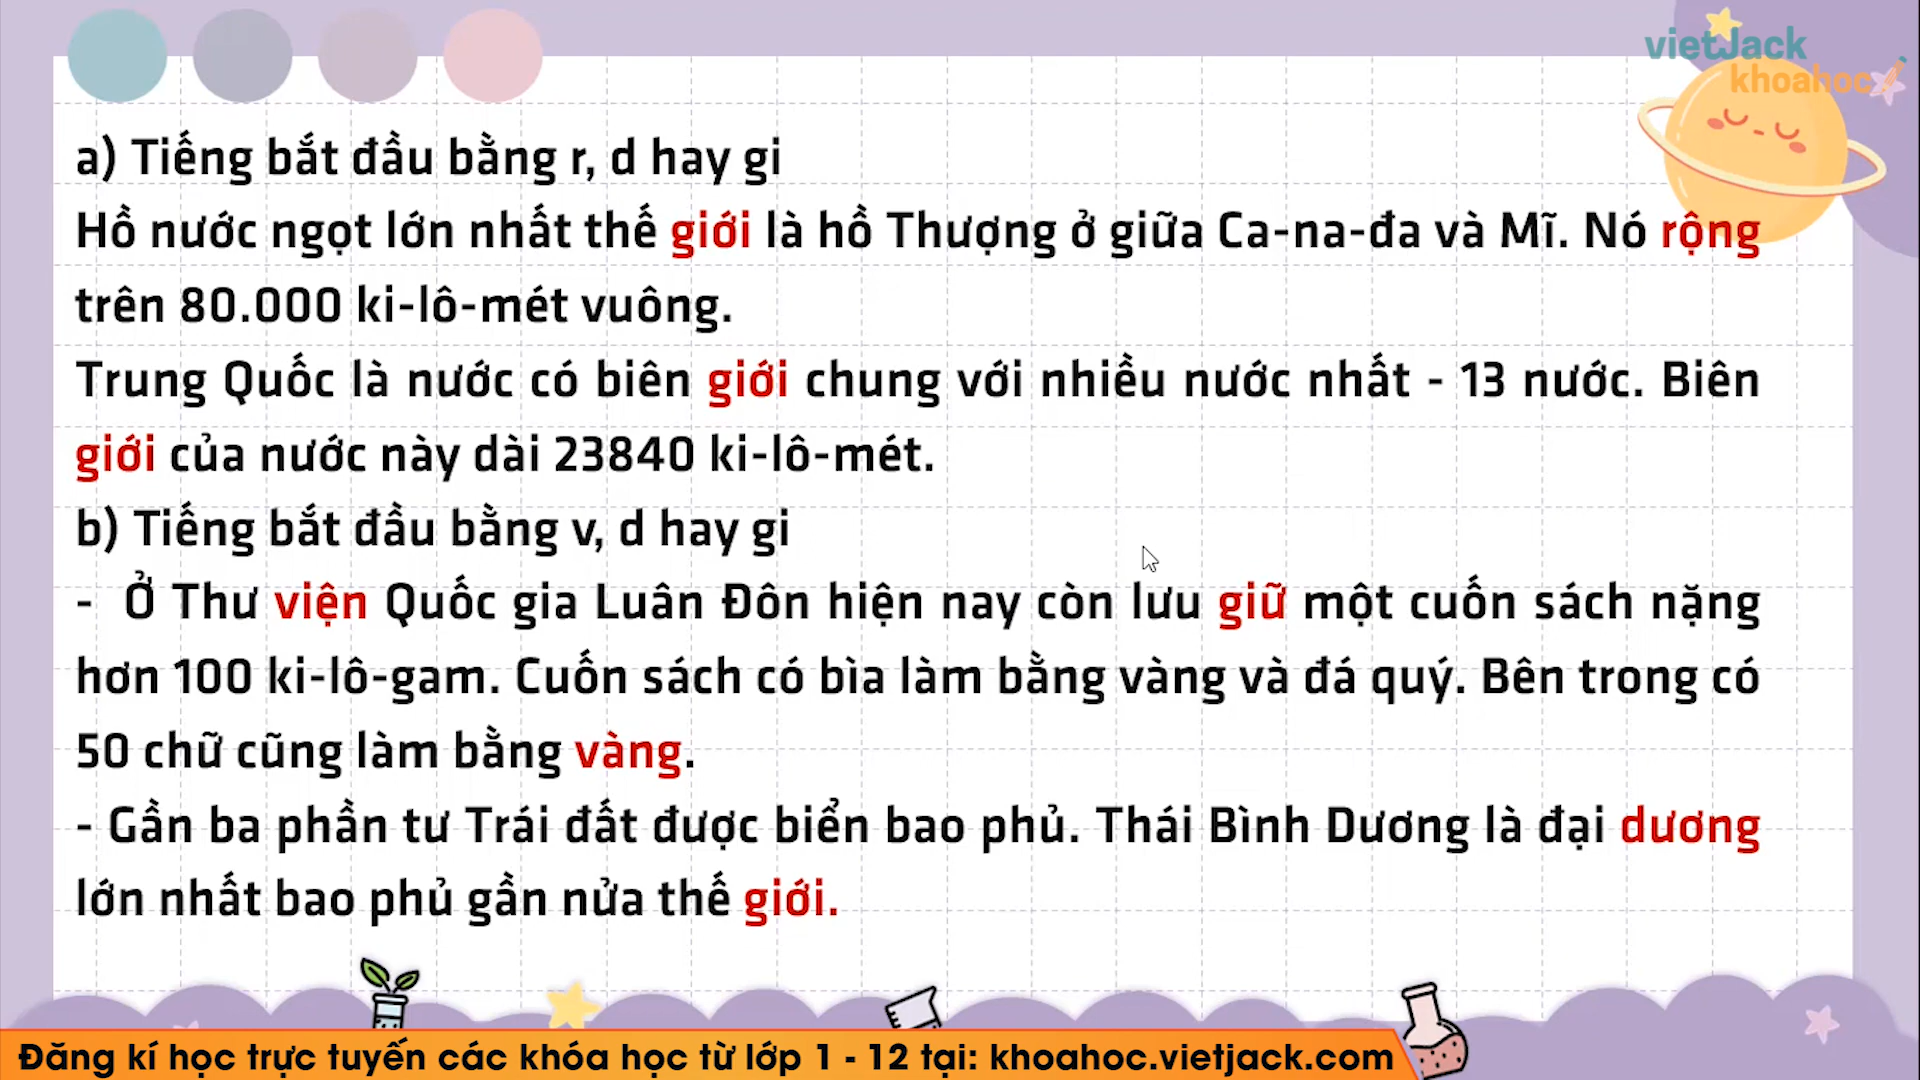 vietJack
khoahoc
a) Tiếng bắt đầu bằng r, d hay gi
Hồ nước ngọt lớn nhất thế giới là hồ Thượng ở giữa Ca-na-đa và Mĩ. Nó rộng
trên 80.000 ki-lô-mét vuông.
Trung Quốc là nước có biên giới chung với nhiều nước nhất - 13 nước. Biên
giới của nước này dài 23840 ki-lô-mét.
b) Tiếng bắt đầu bằng v, d hay gi
- Ở Thư viện Quốc gia Luân Đôn hiện nay còn lưu giữ một cuốn sách nặng
hơn 100 ki-lô-gam. Cuốn sách có bìa làm bằng vàng và đá quý. Bên trong có
50 chữ cũng làm bằng vàng.
- Gần ba phần tư Trái đất được biển bao phủ. Thái Bình Dương là đại dương
lớn nhất bao phủ gần nửa thế giới.
Đăng kí học trực tuyến các khóa học từ lớp 1 - 12 tại: khoahoc.vietjack.com